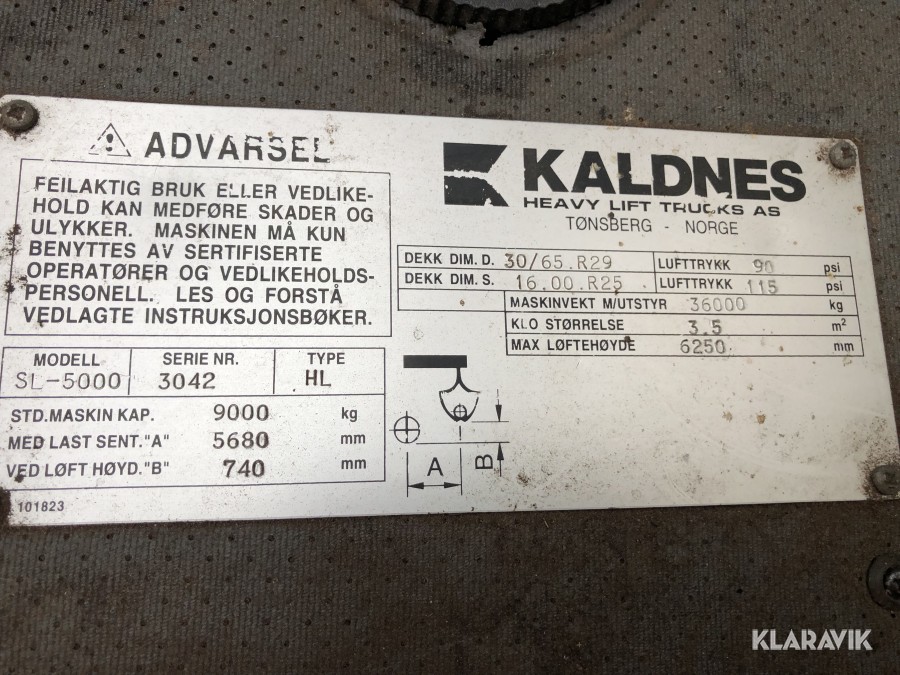 ADVARSEL
FEILAKTIG BRUK ELLER VEDLIKE-
HOLD KAN MEDFØRE SKADER OG
ULYKKER. MASKINEN MÅ KUN
BENYTTES AV SERTIFISERTE
OPERATØRER OG VEDLIKEHOLDS-
PERSONELL. LES OG FORSTÅ
VEDLAGTE INSTRUKSJONSBØKER.
MODELL SERIE NR. TYPE
SL-5000 3042 HL
STD.MASKIN KAP. 9000 kg
MED LAST SENT."A" 5680 mm
VED LØFT HØYD."B" 740 mm
101823
KALDNES
HEAVY LIFT TRUCKS AS
TØNSBERG - NORGE
DEKK DIM. D. 30/65.R29 LUFTTRYKK 90 psi
DEKK DIM. S. 16.00.R25 LUFTTRYKK 115 psi
MASKINVEKT M/UTSTYR 36000 kg
KLO STØRRELSE 3.5 m²
MAX LØFTEHØYDE 6250 mm
A B
KLARAVIK